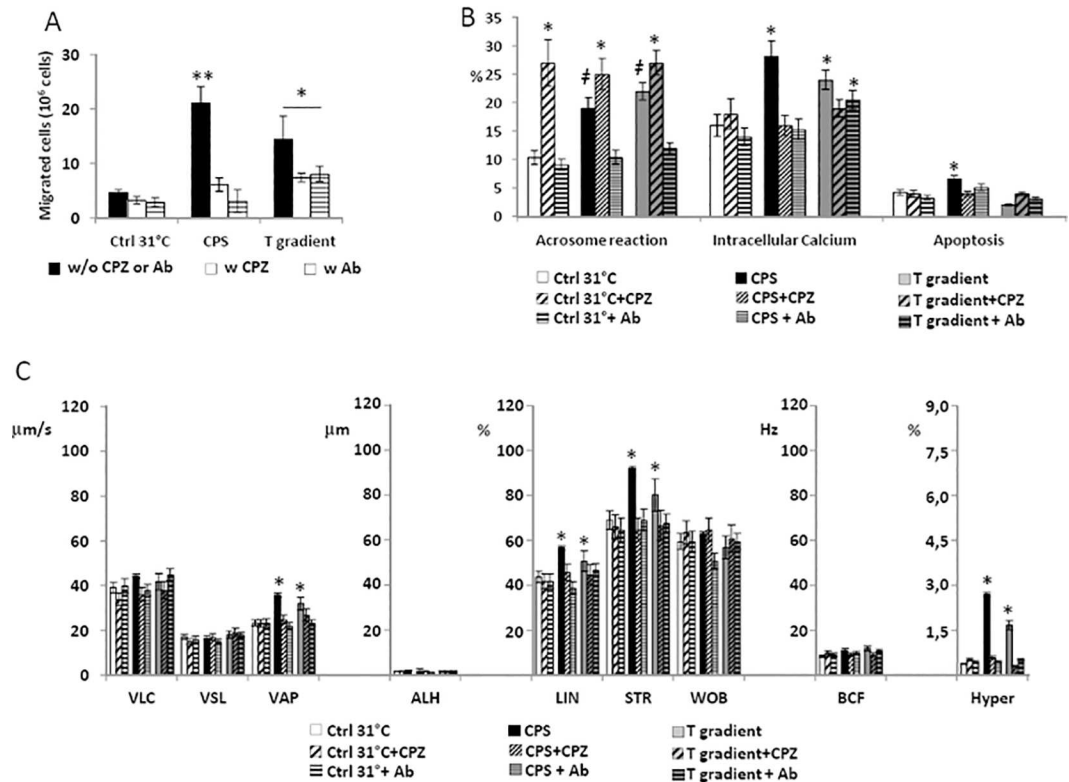 A
Migrated cells (10⁶ cells)
30
20
10
0
**
*
Ctrl 31°C CPS T gradient
w/o CPZ or Ab w CPZ w Ab
B
%
35
30
25
20
15
10
5
0
* ǂ * ǂ * * * * *
Acrosome reaction Intracellular Calcium Apoptosis
Ctrl 31°C CPS T gradient
Ctrl 31°C+CPZ CPS+CPZ T gradient+CPZ
Ctrl 31°+ Ab CPS + Ab T gradient + Ab
C
µm/s
120
100
80
60
40
20
0
* *
VLC VSL VAP
µm
120
100
80
60
40
20
ALH
%
120
100
80
60
40
20
* * * *
LIN STR WOB
Hz
120
100
80
60
40
20
BCF
%
9,0
7,5
6,0
4,5
3,0
1,5
* *
Hyper
Ctrl 31°C CPS T gradient
Ctrl 31°C+CPZ CPS+CPZ T gradient+CPZ
Ctrl 31°+ Ab CPS + Ab T gradient + Ab